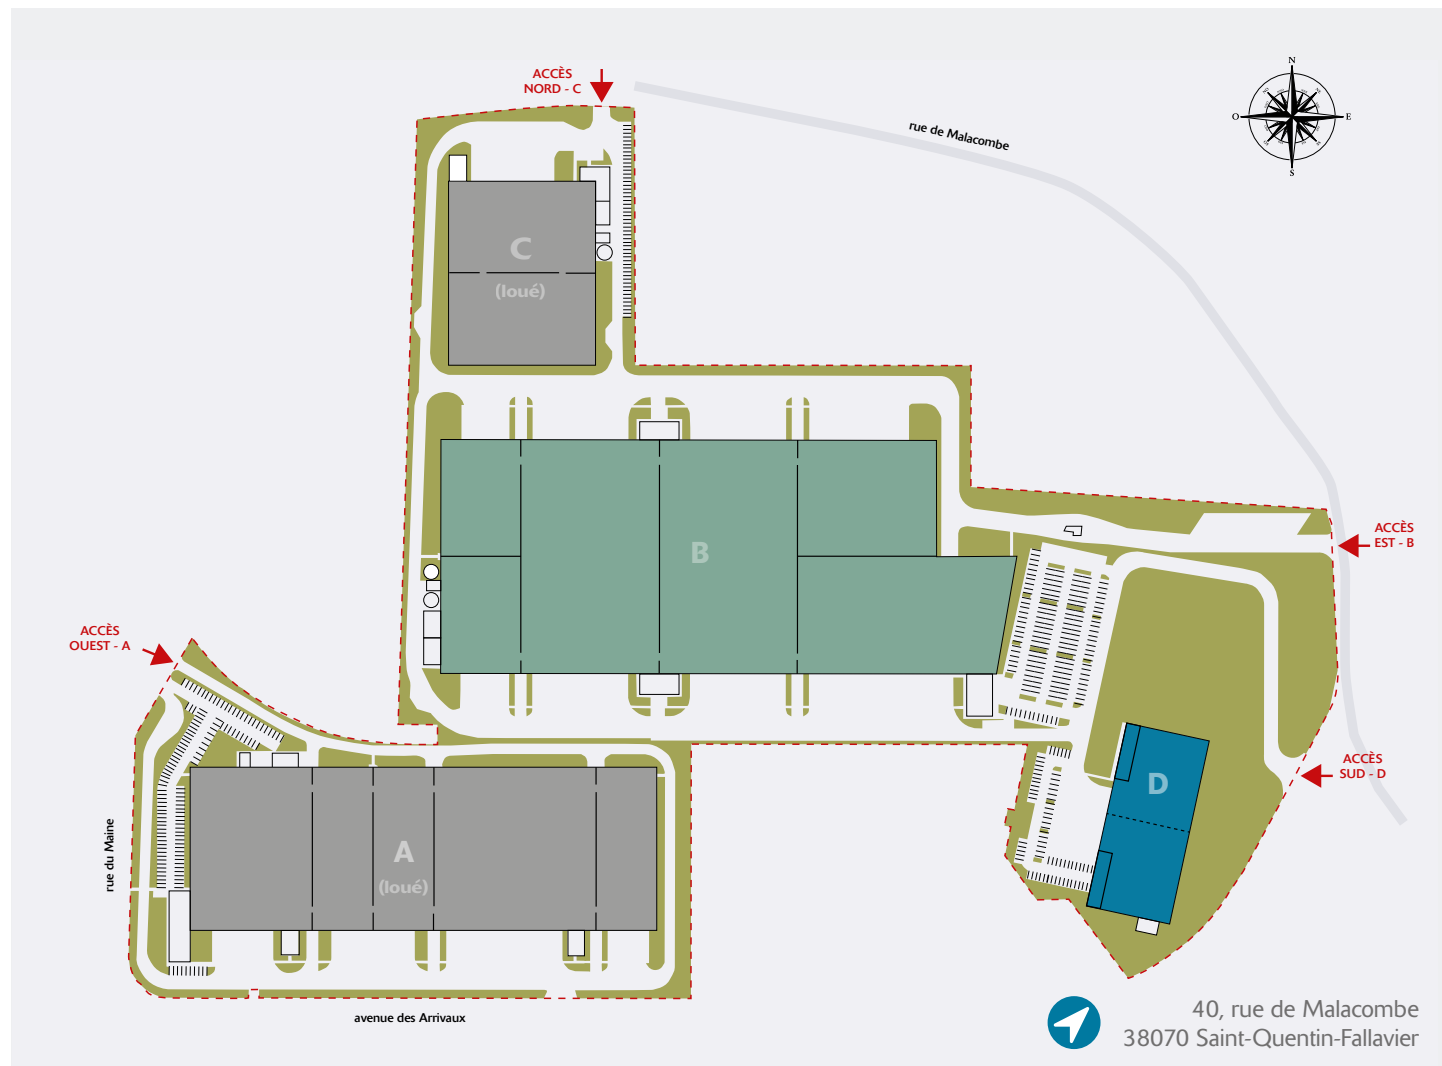 ACCÈS
NORD - C
rue de Malacombe
N
O
E
S
C
(loué)
B
ACCÈS
EST - B
ACCÈS
OUEST - A
ACCÈS
SUD - D
D
A
(loué)
rue du Maine
avenue des Arrivaux
40, rue de Malacombe
38070 Saint-Quentin-Fallavier